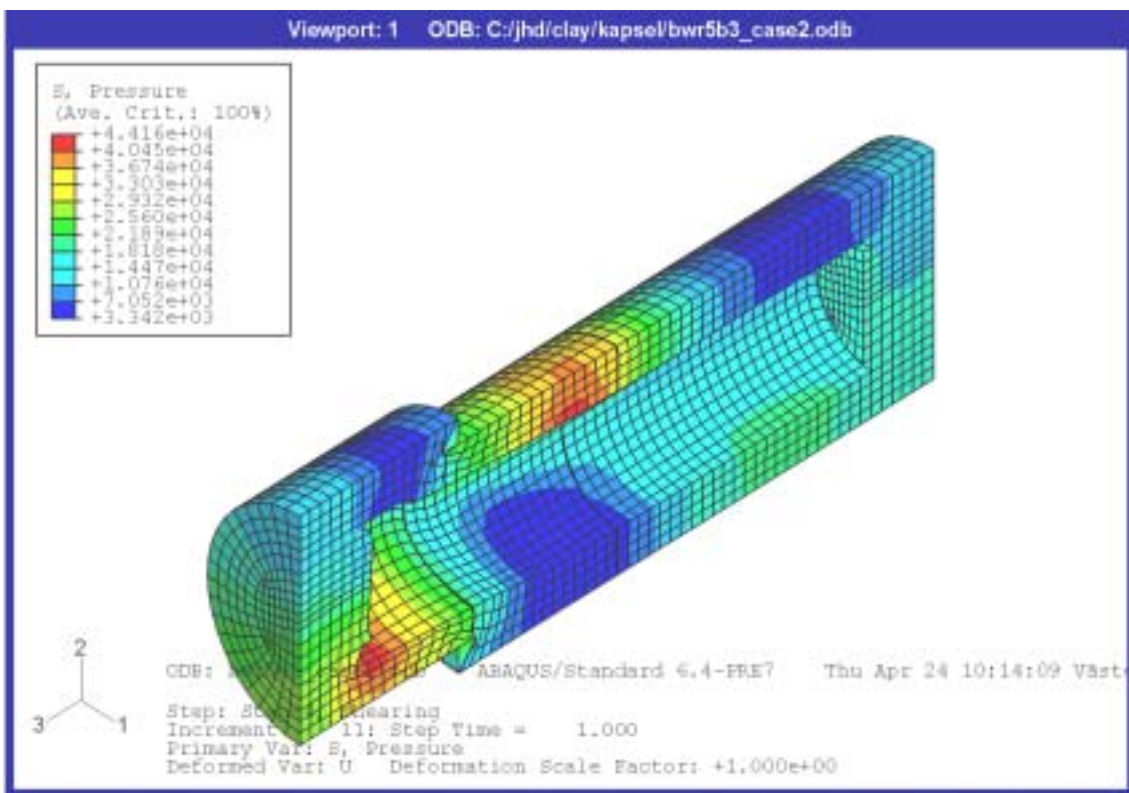 Viewport: 1 ODB: C:/jhd/clay/kapsel/bwr5b3_case2.odb
S, Pressure
(Ave. Crit.: 100%)
+4.416e+04
+4.045e+04
+3.674e+04
+3.303e+04
+2.932e+04
+2.560e+04
+2.189e+04
+1.818e+04
+1.447e+04
+1.076e+04
+7.052e+03
+3.342e+03
2
3
1
ODB: ABAQUS/Standard 6.4-PRE7 Thu Apr 24 10:14:09 Väst
Step:
Increment 11: Step Time = 1.000
Primary Var: S, Pressure
Deformed Var: U Deformation Scale Factor: +1.000e+00